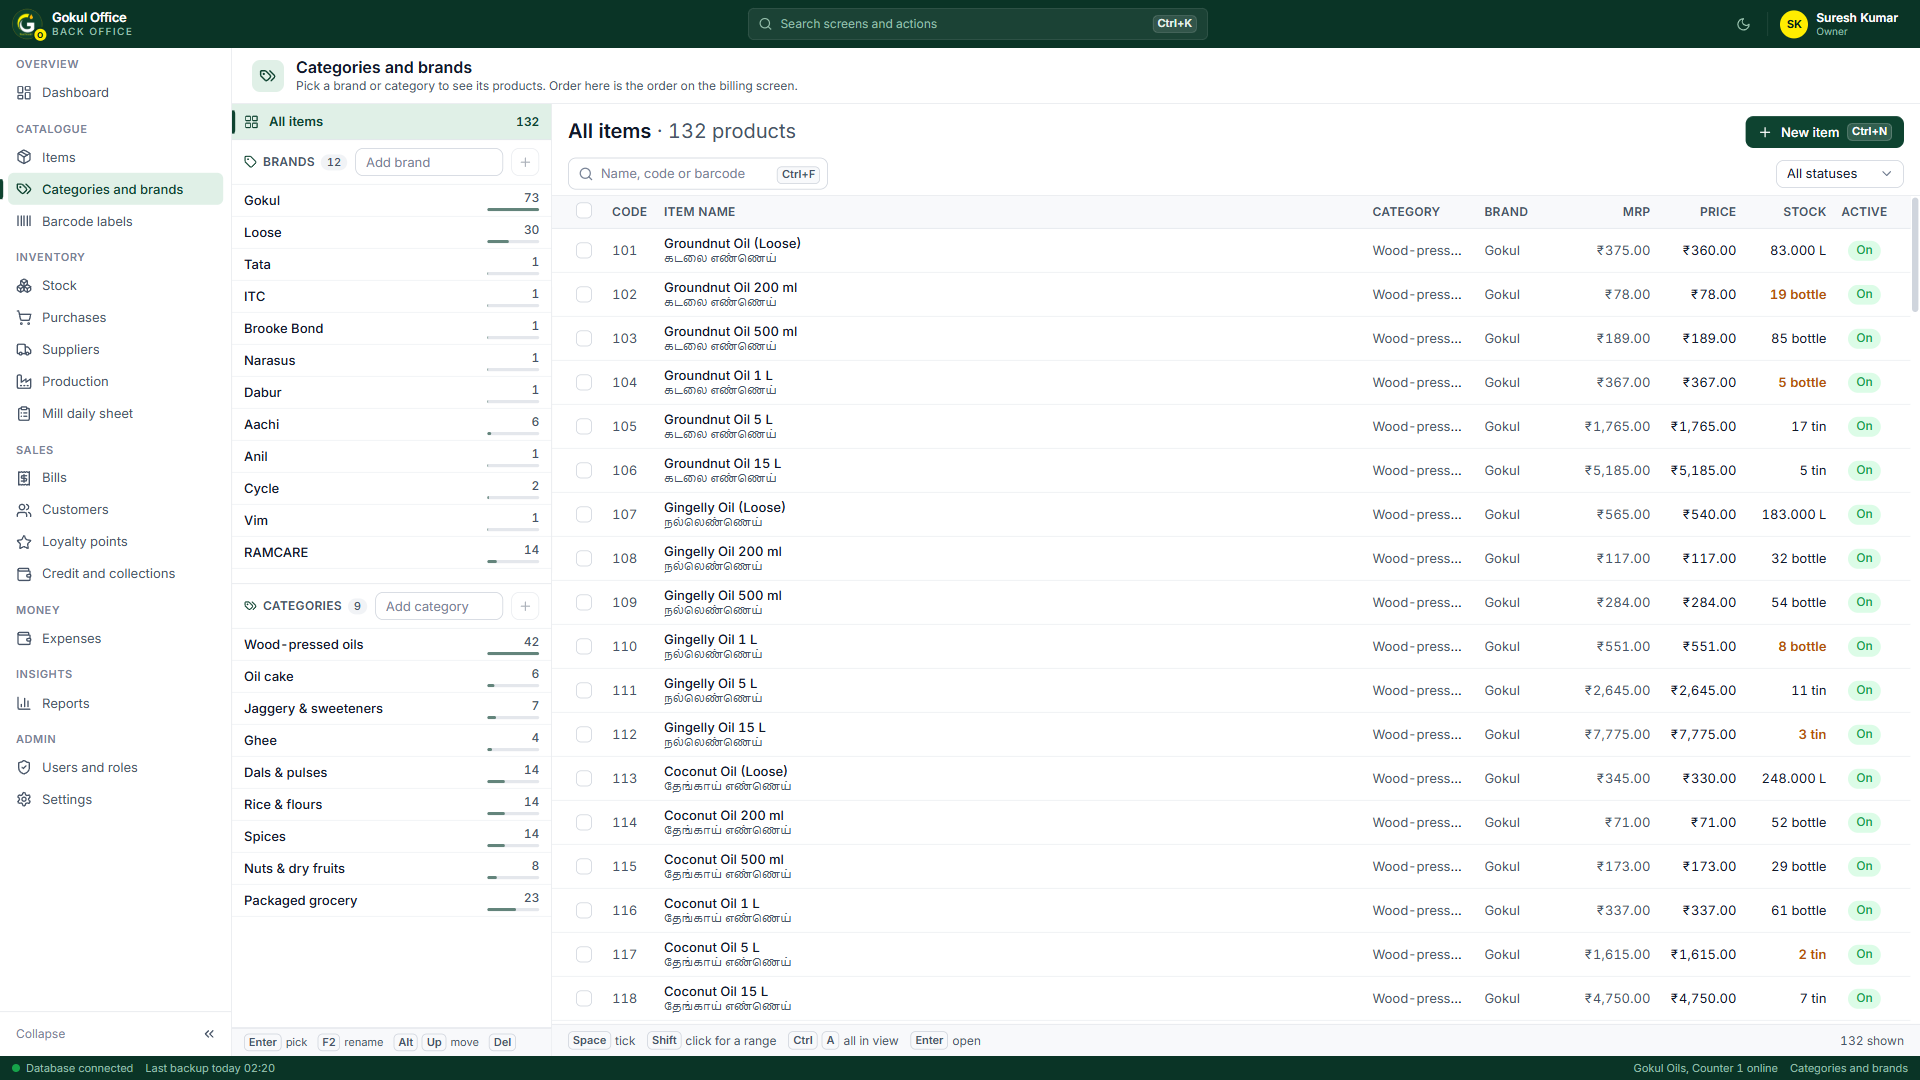 Gokul Office
BACK OFFICE
Search screens and actions Ctrl+K
SK Suresh Kumar
Owner
OVERVIEW
Dashboard
CATALOGUE
Items
Categories and brands
Barcode labels
INVENTORY
Stock
Purchases
Suppliers
Production
Mill daily sheet
SALES
Bills
Customers
Loyalty points
Credit and collections
MONEY
Expenses
INSIGHTS
Reports
ADMIN
Users and roles
Settings
Collapse
Categories and brands
Pick a brand or category to see its products. Order here is the order on the billing screen.
All items 132
BRANDS 12 Add brand
Gokul 73
Loose 30
Tata 1
ITC 1
Brooke Bond 1
Narasus 1
Dabur 1
Aachi 6
Anil 1
Cycle 2
Vim 1
RAMCARE 14
CATEGORIES 9 Add category
Wood-pressed oils 42
Oil cake 6
Jaggery & sweeteners 7
Ghee 4
Dals & pulses 14
Rice & flours 14
Spices 14
Nuts & dry fruits 8
Packaged grocery 23
Enter pick F2 rename Alt Up move Del
All items · 132 products
New item Ctrl+N
Name, code or barcode Ctrl+F
All statuses
CODE ITEM NAME CATEGORY BRAND MRP PRICE STOCK ACTIVE
101 Groundnut Oil (Loose) Wood-press... Gokul ₹375.00 ₹360.00 83.000 L On
கடலை எண்ணெய்
102 Groundnut Oil 200 ml Wood-press... Gokul ₹78.00 ₹78.00 19 bottle On
கடலை எண்ணெய்
103 Groundnut Oil 500 ml Wood-press... Gokul ₹189.00 ₹189.00 85 bottle On
கடலை எண்ணெய்
104 Groundnut Oil 1 L Wood-press... Gokul ₹367.00 ₹367.00 5 bottle On
கடலை எண்ணெய்
105 Groundnut Oil 5 L Wood-press... Gokul ₹1,765.00 ₹1,765.00 17 tin On
கடலை எண்ணெய்
106 Groundnut Oil 15 L Wood-press... Gokul ₹5,185.00 ₹5,185.00 5 tin On
கடலை எண்ணெய்
107 Gingelly Oil (Loose) Wood-press... Gokul ₹565.00 ₹540.00 183.000 L On
நல்லெண்ணெய்
108 Gingelly Oil 200 ml Wood-press... Gokul ₹117.00 ₹117.00 32 bottle On
நல்லெண்ணெய்
109 Gingelly Oil 500 ml Wood-press... Gokul ₹284.00 ₹284.00 54 bottle On
நல்லெண்ணெய்
110 Gingelly Oil 1 L Wood-press... Gokul ₹551.00 ₹551.00 8 bottle On
நல்லெண்ணெய்
111 Gingelly Oil 5 L Wood-press... Gokul ₹2,645.00 ₹2,645.00 11 tin On
நல்லெண்ணெய்
112 Gingelly Oil 15 L Wood-press... Gokul ₹7,775.00 ₹7,775.00 3 tin On
நல்லெண்ணெய்
113 Coconut Oil (Loose) Wood-press... Gokul ₹345.00 ₹330.00 248.000 L On
தேங்காய் எண்ணெய்
114 Coconut Oil 200 ml Wood-press... Gokul ₹71.00 ₹71.00 52 bottle On
தேங்காய் எண்ணெய்
115 Coconut Oil 500 ml Wood-press... Gokul ₹173.00 ₹173.00 29 bottle On
தேங்காய் எண்ணெய்
116 Coconut Oil 1 L Wood-press... Gokul ₹337.00 ₹337.00 61 bottle On
தேங்காய் எண்ணெய்
117 Coconut Oil 5 L Wood-press... Gokul ₹1,615.00 ₹1,615.00 2 tin On
தேங்காய் எண்ணெய்
118 Coconut Oil 15 L Wood-press... Gokul ₹4,750.00 ₹4,750.00 7 tin On
தேங்காய் எண்ணெய்
Space tick Shift click for a range Ctrl A all in view Enter open 132 shown
Database connected Last backup today 02:20 Gokul Oils, Counter 1 online Categories and brands